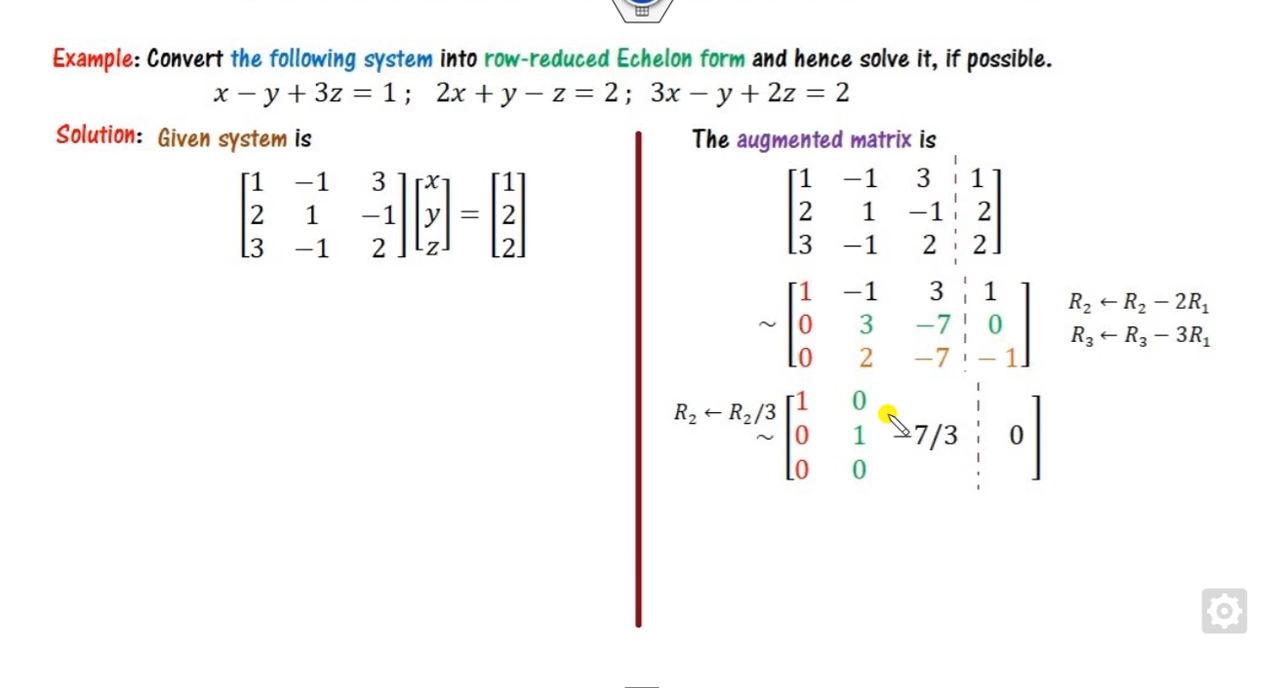 Example: Convert the following system into row-reduced Echelon form and hence solve it, if possible.
x − y + 3z = 1 ; 2x + y − z = 2 ; 3x − y + 2z = 2
Solution: Given system is
[1 −1 3
2 1 −1
3 −1 2] [x
y
z] = [1
2
2]
The augmented matrix is
[1 −1 3 ¦ 1
2 1 −1 ¦ 2
3 −1 2 ¦ 2]
~ [1 −1 3 ¦ 1
0 3 −7 ¦ 0
0 2 −7 ¦ − 1]
R₂ ← R₂ − 2R₁
R₃ ← R₃ − 3R₁
R₂ ← R₂/3
~ [1 0
0 1 −7/3 ¦ 0
0 0 ]